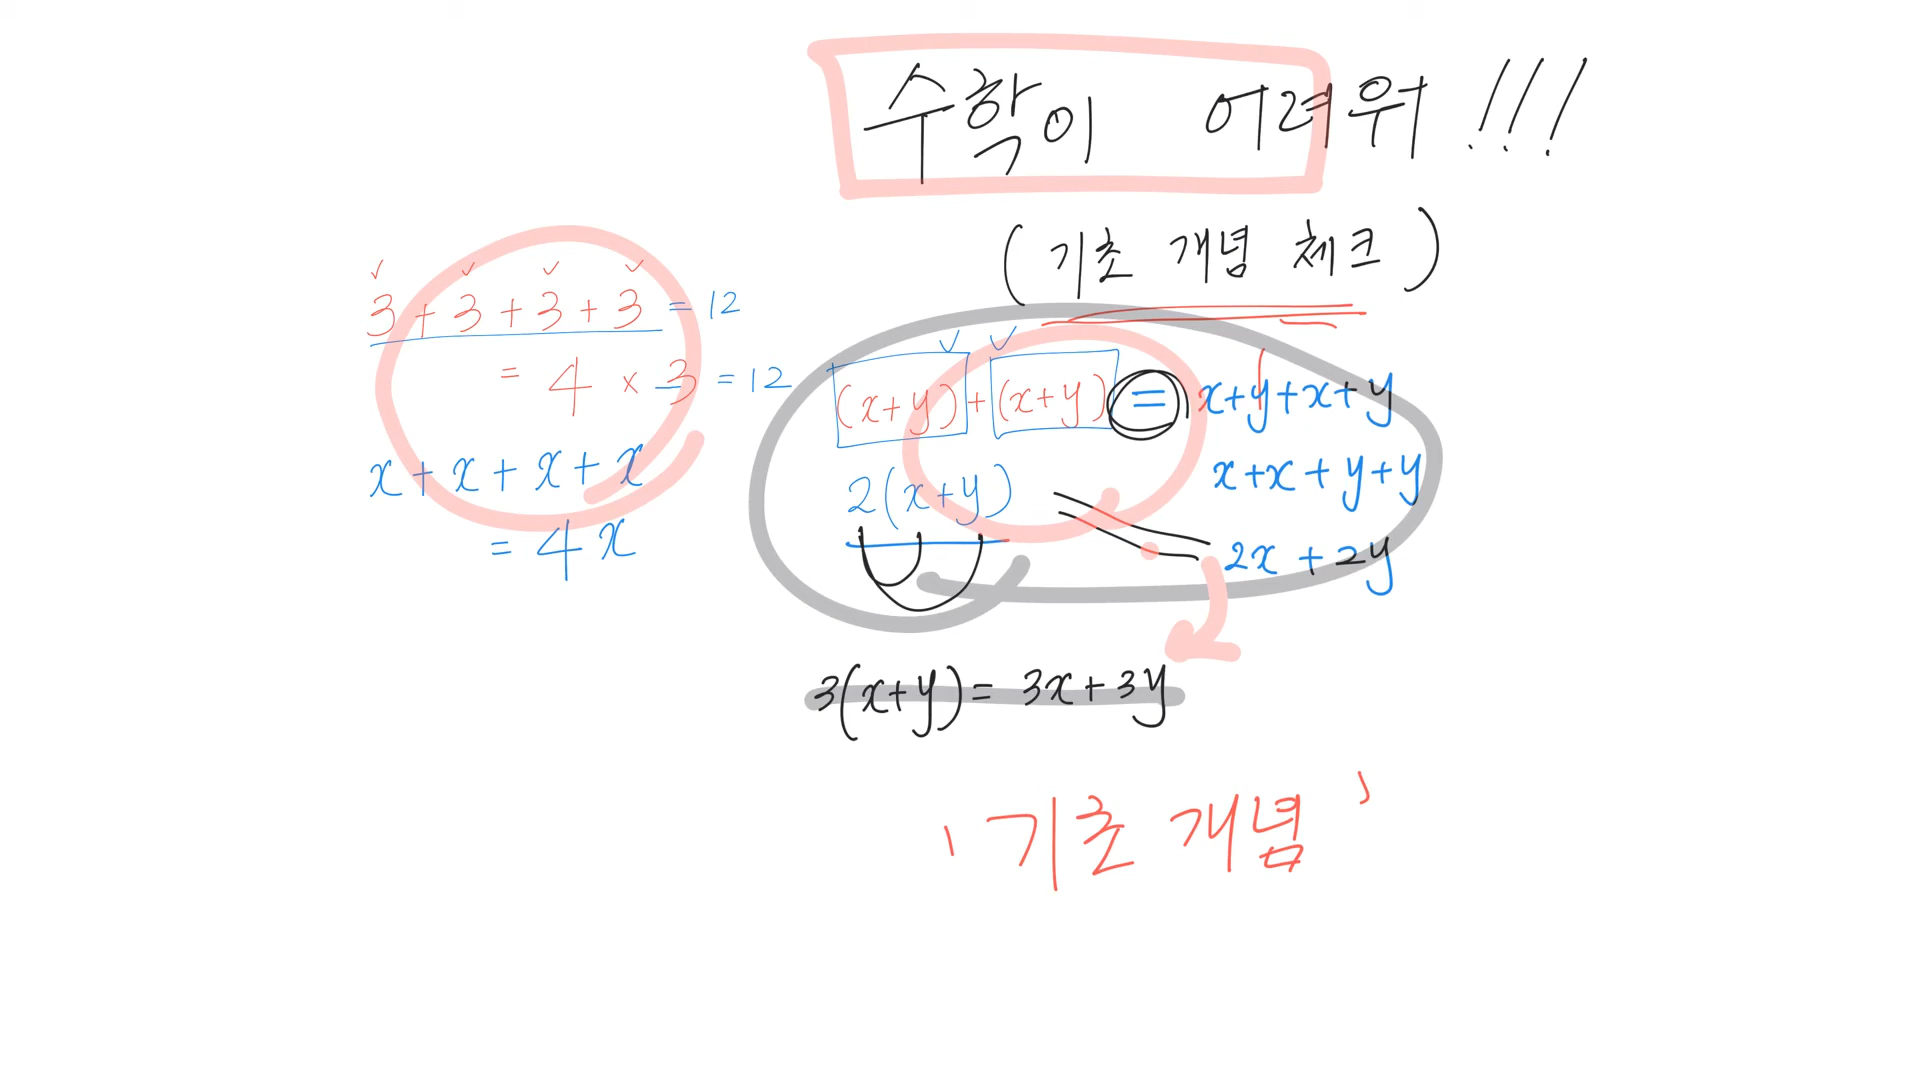 수학이 어려워 !!!
(기초 개념 체크)
3 + 3 + 3 + 3 = 12
= 4 × 3 = 12
x + x + x + x
= 4x
(x+y)+(x+y) = x+y+x+y
2(x+y)
x+x+y+y
2x+2y
3(x+y)= 3x+3y
'기초 개념'